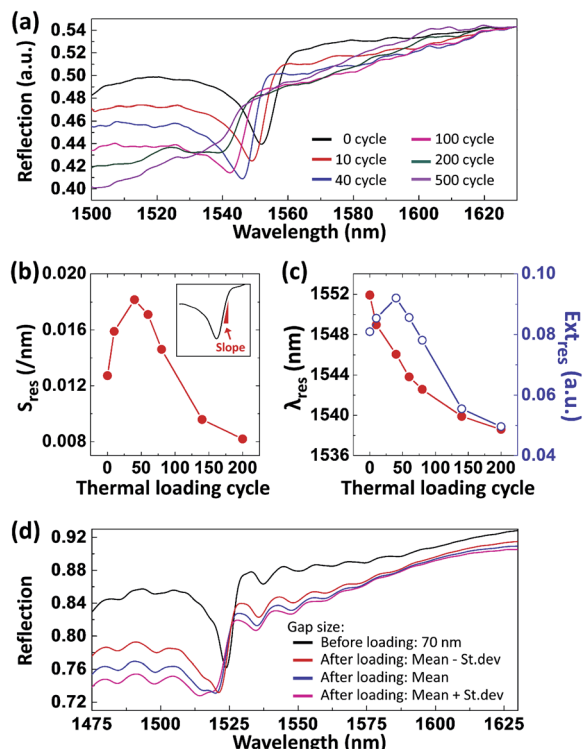 (a)
0.54
0.52
0.50
0.48
0.46
0.44
0.42
0.40
Reflection (a.u.)
0 cycle
100 cycle
10 cycle
200 cycle
40 cycle
500 cycle
1500 1520 1540 1560 1580 1600 1620
Wavelength (nm)
(b)
0.020
0.016
0.012
0.008
S_res (/nm)
Slope
0 50 100 150 200
Thermal loading cycle
(c)
1552
1548
1544
1540
1536
λ_res (nm)
0.10
0.08
0.06
0.04
Ext_res (a.u.)
0 50 100 150 200
Thermal loading cycle
(d)
0.92
0.88
0.84
0.80
0.76
0.72
Reflection
Gap size:
Before loading: 70 nm
After loading: Mean - St.dev
After loading: Mean
After loading: Mean + St.dev
1475 1500 1525 1550 1575 1600 1625
Wavelength (nm)